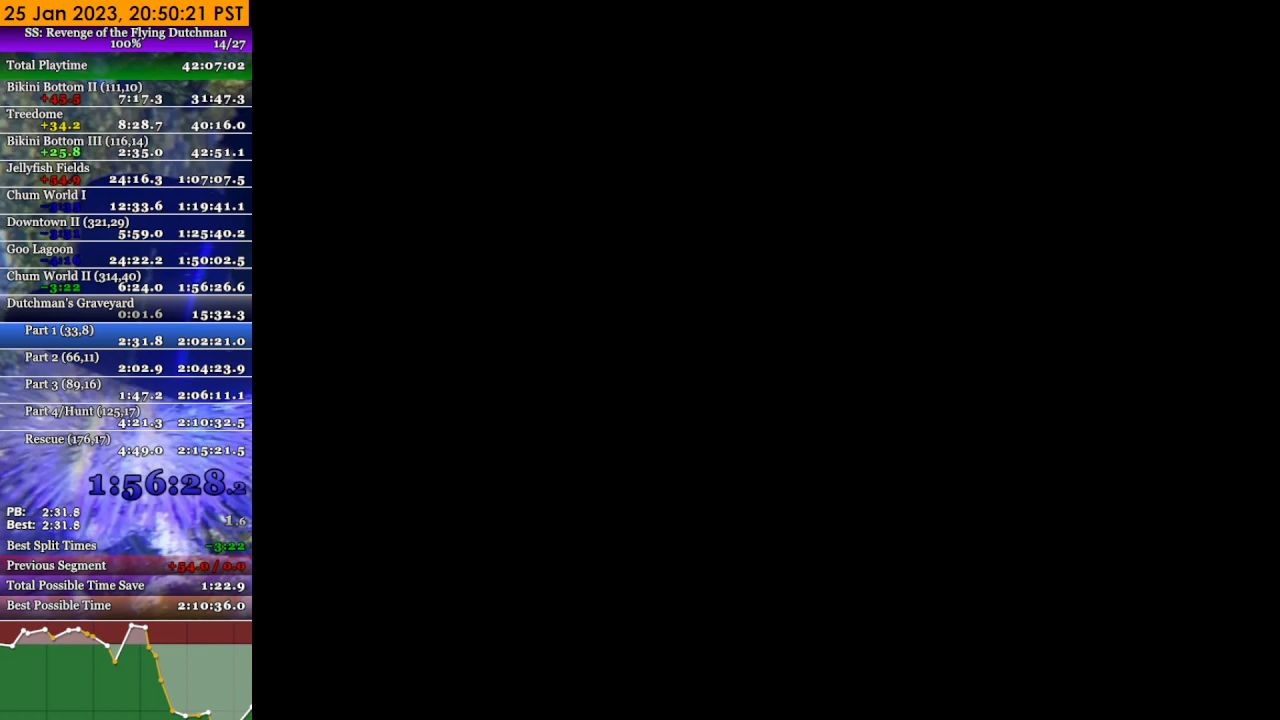 25 Jan 2023, 20:50:21 PST
SS: Revenge of the Flying Dutchman
100% 14/27
Total Playtime 42:07:02
Bikini Bottom II (111,10)
+45.5 7:17.3 31:47.3
Treedome
+34.2 8:28.7 40:16.0
Bikini Bottom III (116,14)
+25.8 2:35.0 42:51.1
Jellyfish Fields
+54.9 24:16.3 1:07:07.5
Chum World I
12:33.6 1:19:41.1
Downtown II (321,29)
5:59.0 1:25:40.2
Goo Lagoon
-4:16 24:22.2 1:50:02.5
Chum World II (314,40)
-3:22 6:24.0 1:56:26.6
Dutchman's Graveyard
0:01.6 15:32.3
Part 1 (33,8)
2:31.8 2:02:21.0
Part 2 (66,11)
2:02.9 2:04:23.9
Part 3 (89,16)
1:47.2 2:06:11.1
Part 4/Hunt (125,17)
4:21.3 2:10:32.5
Rescue (176,17)
4:49.0 2:15:21.5
1:56:28.2
PB: 2:31.8
Best: 2:31.8 1.6
Best Split Times -3:22
Previous Segment +54.0 / 0.0
Total Possible Time Save 1:22.9
Best Possible Time 2:10:36.0